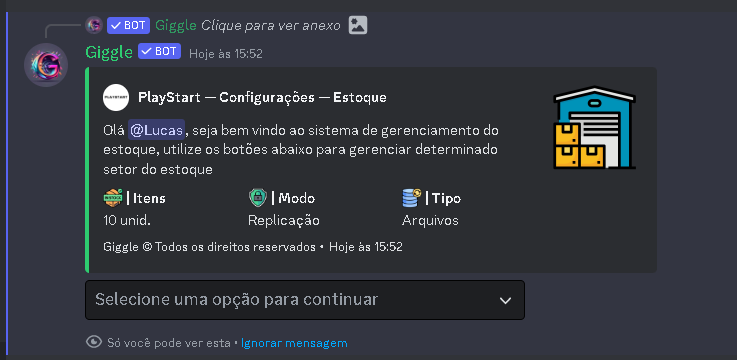 BOT Giggle Clique para ver anexo
Giggle BOT Hoje às 15:52
PLAYSTART PlayStart — Configurações — Estoque
Olá @Lucas, seja bem vindo ao sistema de gerenciamento do
estoque, utilize os botões abaixo para gerenciar determinado
setor do estoque
| Itens | Modo | Tipo
10 unid. Replicação Arquivos
Giggle © Todos os direitos reservados • Hoje às 15:52
Selecione uma opção para continuar
Só você pode ver esta • Ignorar mensagem